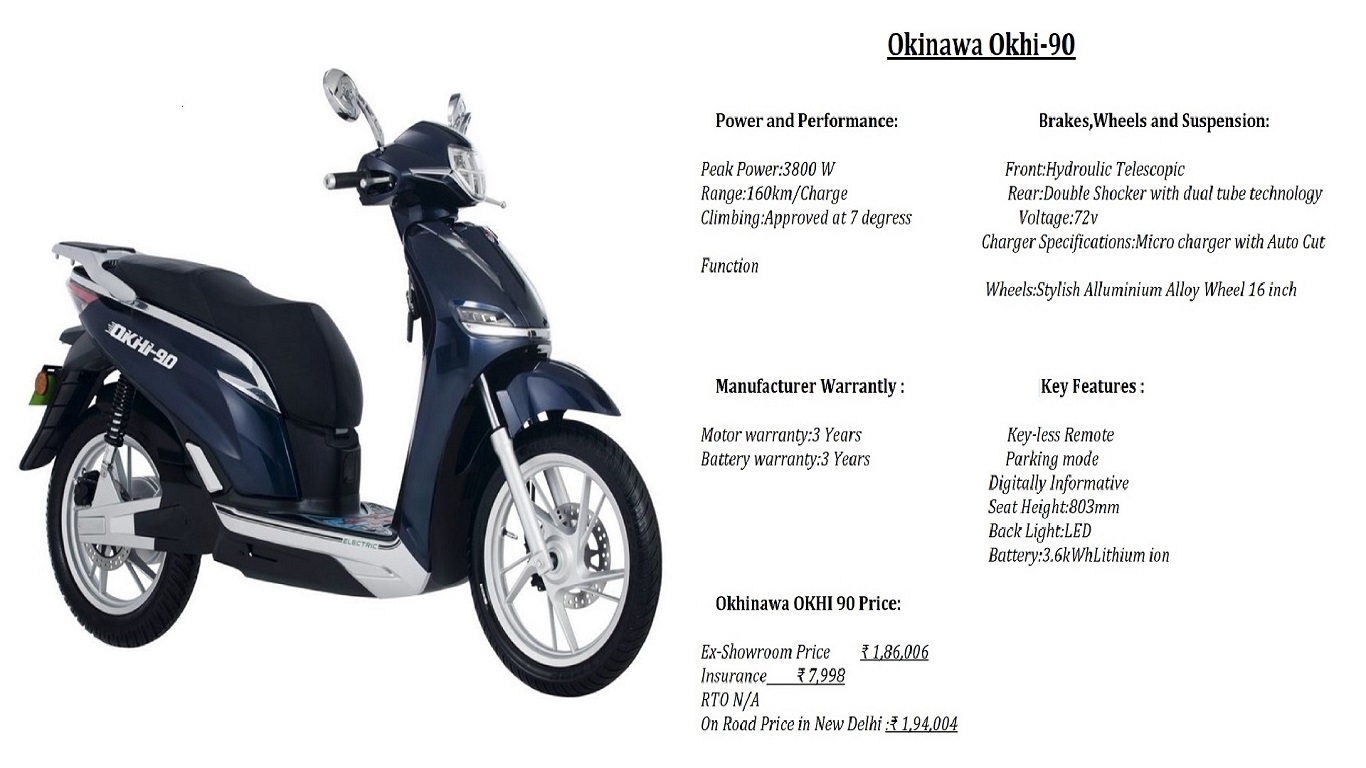 Okinawa Okhi-90
Power and Performance:
Peak Power:3800 W
Range:160km/Charge
Climbing:Approved at 7 degress
Function
Brakes,Wheels and Suspension:
Front:Hydroulic Telescopic
Rear:Double Shocker with dual tube technology
Voltage:72v
Charger Specifications:Micro charger with Auto Cut
Wheels:Stylish Alluminium Alloy Wheel 16 inch
Manufacturer Warrantly :
Motor warranty:3 Years
Battery warranty:3 Years
Key Features :
Key-less Remote
Parking mode
Digitally Informative
Seat Height:803mm
Back Light:LED
Battery:3.6kWhLithium ion
Okhinawa OKHI 90 Price:
Ex-Showroom Price ₹ 1,86,006
Insurance ₹ 7,998
RTO N/A
On Road Price in New Delhi :₹ 1,94,004
OKHi-90
ELECTRIC